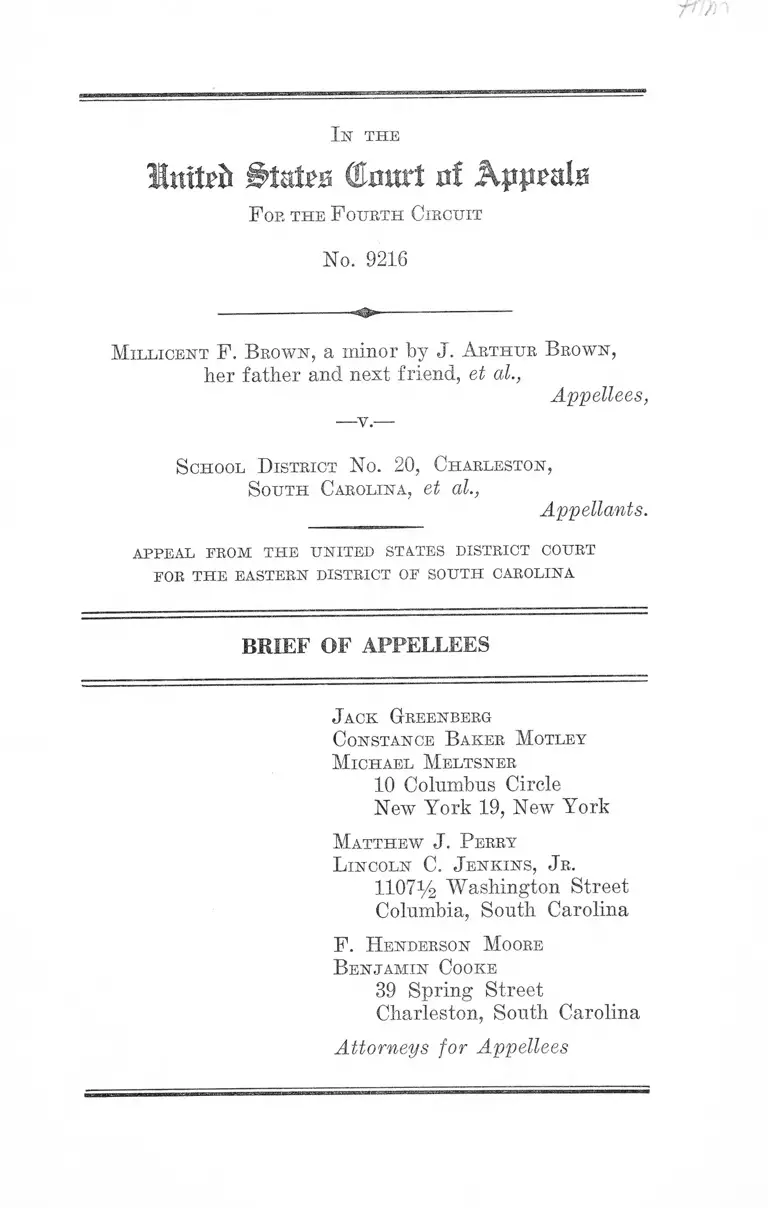 IN THE
United States Court of Appeals
FOR THE FOURTH CIRCUIT
No. 9216
MILLICENT F. BROWN, a minor by J. ARTHUR BROWN,
her father and next friend, et al.,
Appellees,
—v.—
SCHOOL DISTRICT No. 20, CHARLESTON,
SOUTH CAROLINA, et al.,
Appellants.
APPEAL FROM THE UNITED STATES DISTRICT COURT
FOR THE EASTERN DISTRICT OF SOUTH CAROLINA
BRIEF OF APPELLEES
JACK GREENBERG
CONSTANCE BAKER MOTLEY
MICHAEL MELTSNER
10 Columbus Circle
New York 19, New York
MATTHEW J. PERRY
LINCOLN C. JENKINS, JR.
1107½ Washington Street
Columbia, South Carolina
F. HENDERSON MOORE
BENJAMIN COOKE
39 Spring Street
Charleston, South Carolina
Attorneys for Appellees